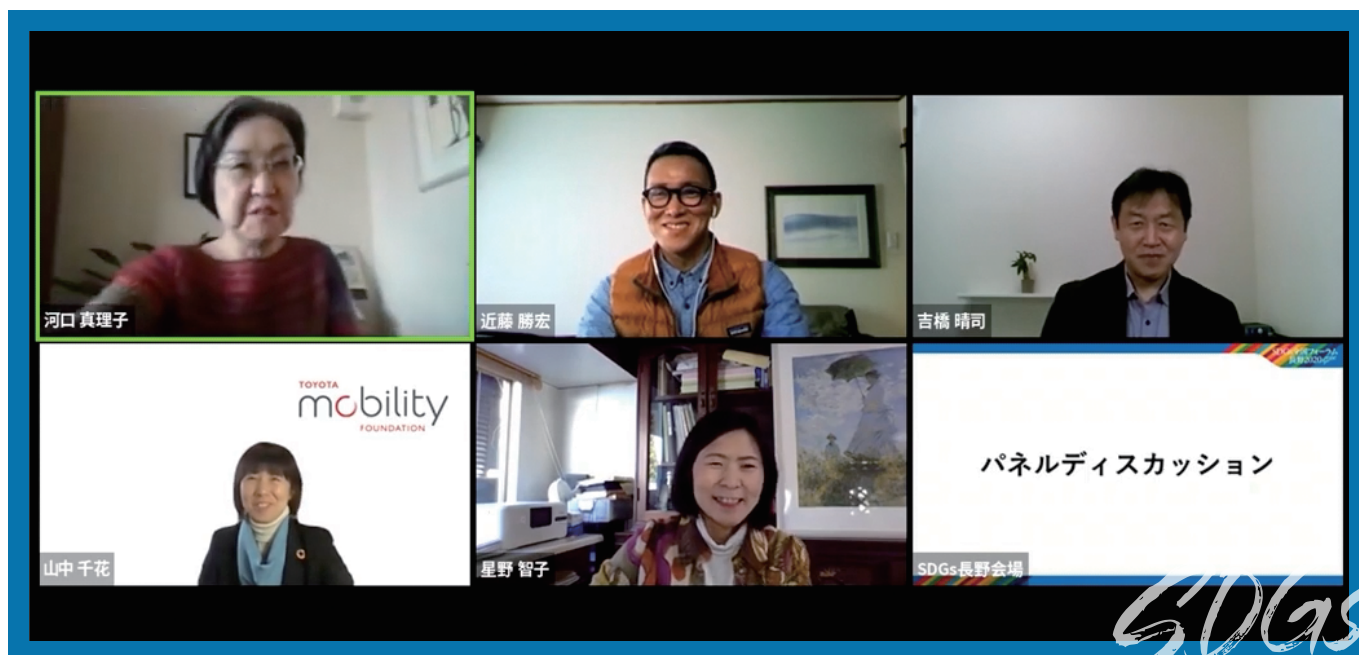 河口 真理子
近藤 勝宏
吉橋 晴司
TOYOTA
mobility
FOUNDATION
山中 千花
星野 智子
パネルディスカッション
SDGs長野会場
SDGs